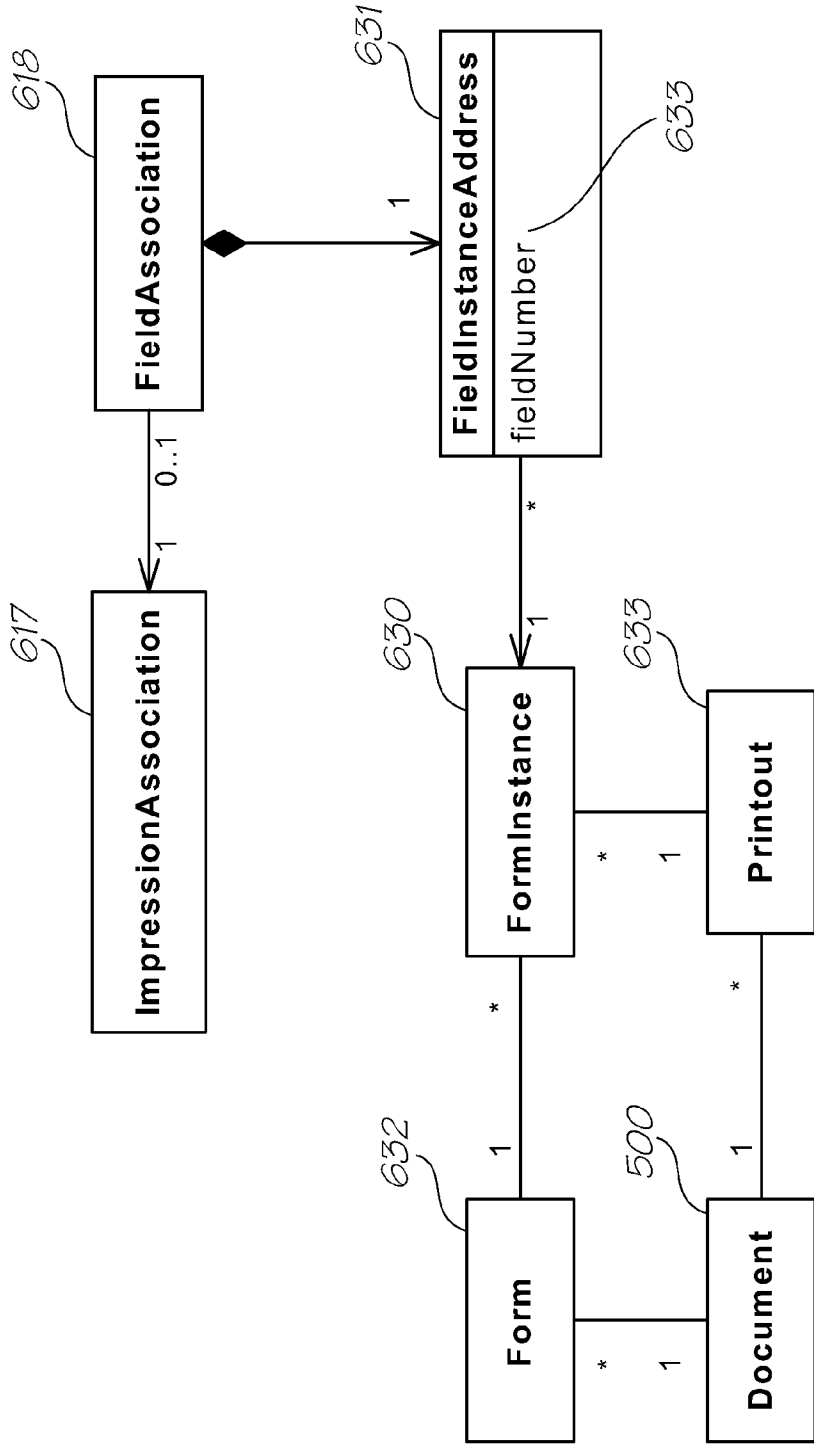 617
ImpressionAssociation
1
0..1
618
FieldAssociation
1
632
Form
1
*
630
FormInstance
1
*
631
FieldInstanceAddress
fieldNumber
633
*
1
*
1
500
Document
1
*
633
Printout